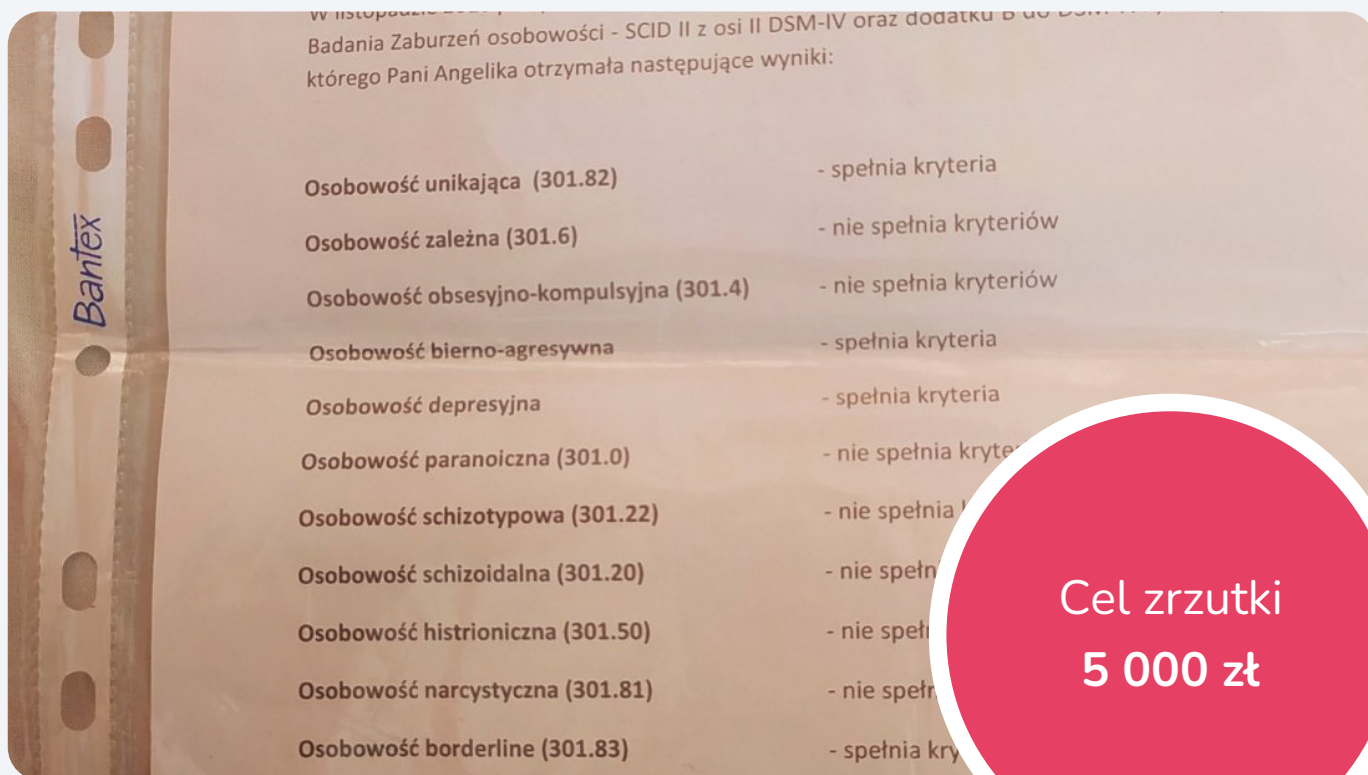 W listopadzie
Badania Zaburzeń osobowości - SCID II z osi II DSM-IV oraz dodatku B do
którego Pani Angelika otrzymała następujące wyniki:
Osobowość unikająca (301.82) - spełnia kryteria
Osobowość zależna (301.6) - nie spełnia kryteriów
Osobowość obsesyjno-kompulsyjna (301.4) - nie spełnia kryteriów
Osobowość bierno-agresywna - spełnia kryteria
Osobowość depresyjna - spełnia kryteria
Osobowość paranoiczna (301.0) - nie spełnia
Osobowość schizotypowa (301.22) - nie spełnia
Osobowość schizoidalna (301.20) - nie
Osobowość histrioniczna (301.50) - nie
Osobowość narcystyczna (301.81) - nie
Osobowość borderline (301.83) - spełnia
Bantex
Cel zrzutki
5 000 zł